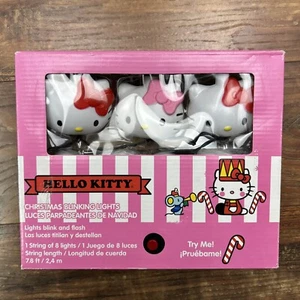 HELLO KITTY
CHRISTMAS BLINKING LIGHTS
LUCES PARPADEANTES DE NAVIDAD
Lights blink and flash
Las luces titilan y destellan
1 String of 8 lights / 1 Juego de 8 luces
String length / Longitud de cuerda
7.8 ft / 2,4 m
Try Me!
¡Pruébame!